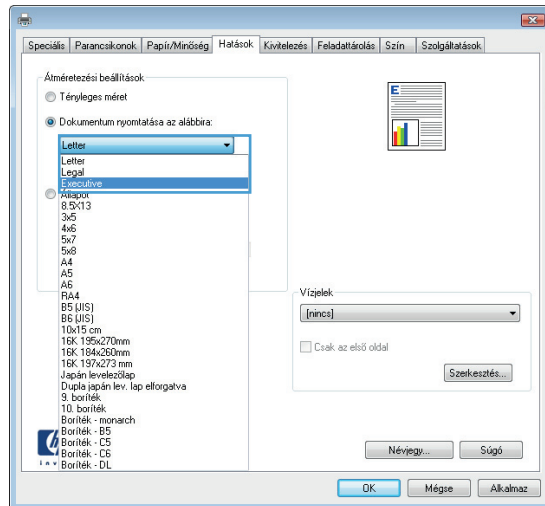 Speciális Parancsikonok Papír/Minőség Hatások Kivitelezés Feladattárolás Szín Szolgáltatások
Átméretezési beállítások
Tényleges méret
Dokumentum nyomtatása az alábbira:
Letter
Letter
Legal
Executive
Állapot
8.5X13
3x5
4x6
5x7
5x8
A4
A5
A6
RA4
B5 (JIS)
B6 (JIS)
10x15 cm
16K 195x270mm
16K 184x260mm
16K 197x273 mm
Japán levelezőlap
Dupla japán lev. lap elforgatva
9. boríték
10. boríték
Boríték - monarch
Boríték - B5
Boríték - C5
Boríték - C6
Boríték - DL
E
Vízjelek
[nincs]
Csak az első oldal
Szerkesztés...
Névjegy... Súgó
OK Mégse Alkalmaz